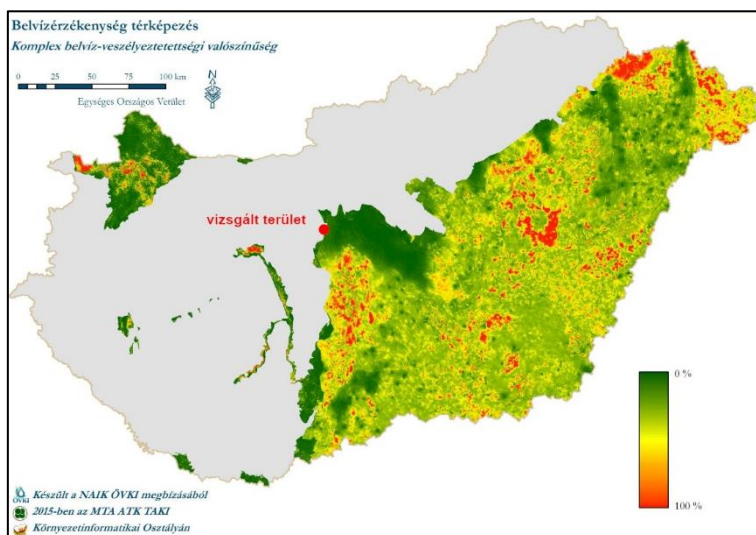 Belvízérzékenység térképezés
Komplex belvíz-veszélyeztetettségi valószínűség
0 25 50 100 km
N
Egységes Országos Vetület
vizsgált terület
0 %
100 %
ÖVKI
Készült a NAIK ÖVKI megbízásából
2015-ben az MTA ATK TAKI
Környezetinformatikai Osztályán